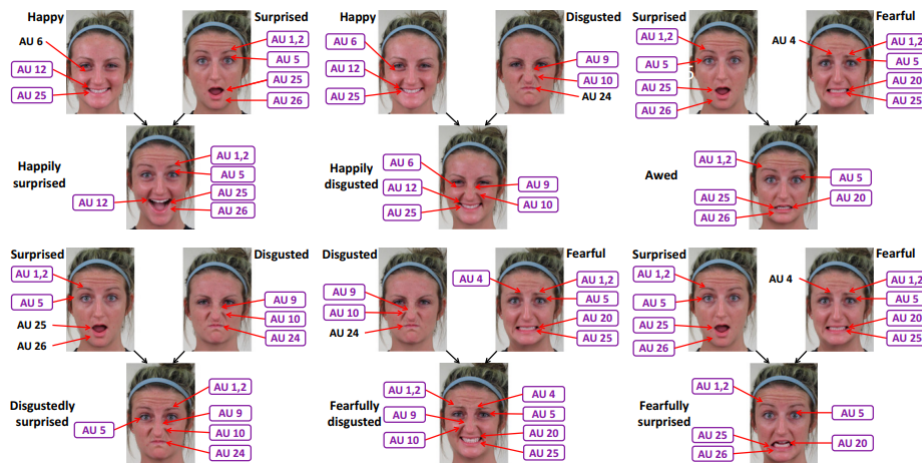 Happy
AU 6
AU 12
AU 25
Surprised
AU 1,2
AU 5
AU 25
AU 26
Happily
surprised
AU 12
AU 1,2
AU 5
AU 25
AU 26
Happy
AU 6
AU 12
AU 25
Disgusted
AU 9
AU 10
AU 24
Happily
disgusted
AU 6
AU 12
AU 25
AU 9
AU 10
Surprised
AU 1,2
AU 5
AU 25
AU 26
Fearful
AU 4
AU 1,2
AU 5
AU 20
AU 25
Awed
AU 1,2
AU 25
AU 26
AU 5
AU 20
Surprised
AU 1,2
AU 5
AU 25
AU 26
Disgusted
AU 9
AU 10
AU 24
Disgustedly
surprised
AU 5
AU 1,2
AU 9
AU 10
AU 24
Disgusted
AU 9
AU 10
AU 24
Fearful
AU 4
AU 1,2
AU 5
AU 20
AU 25
Fearfully
disgusted
AU 1,2
AU 9
AU 10
AU 4
AU 5
AU 20
AU 25
Surprised
AU 1,2
AU 5
AU 25
AU 26
Fearful
AU 4
AU 1,2
AU 5
AU 20
AU 25
Fearfully
surprised
AU 1,2
AU 25
AU 26
AU 5
AU 20